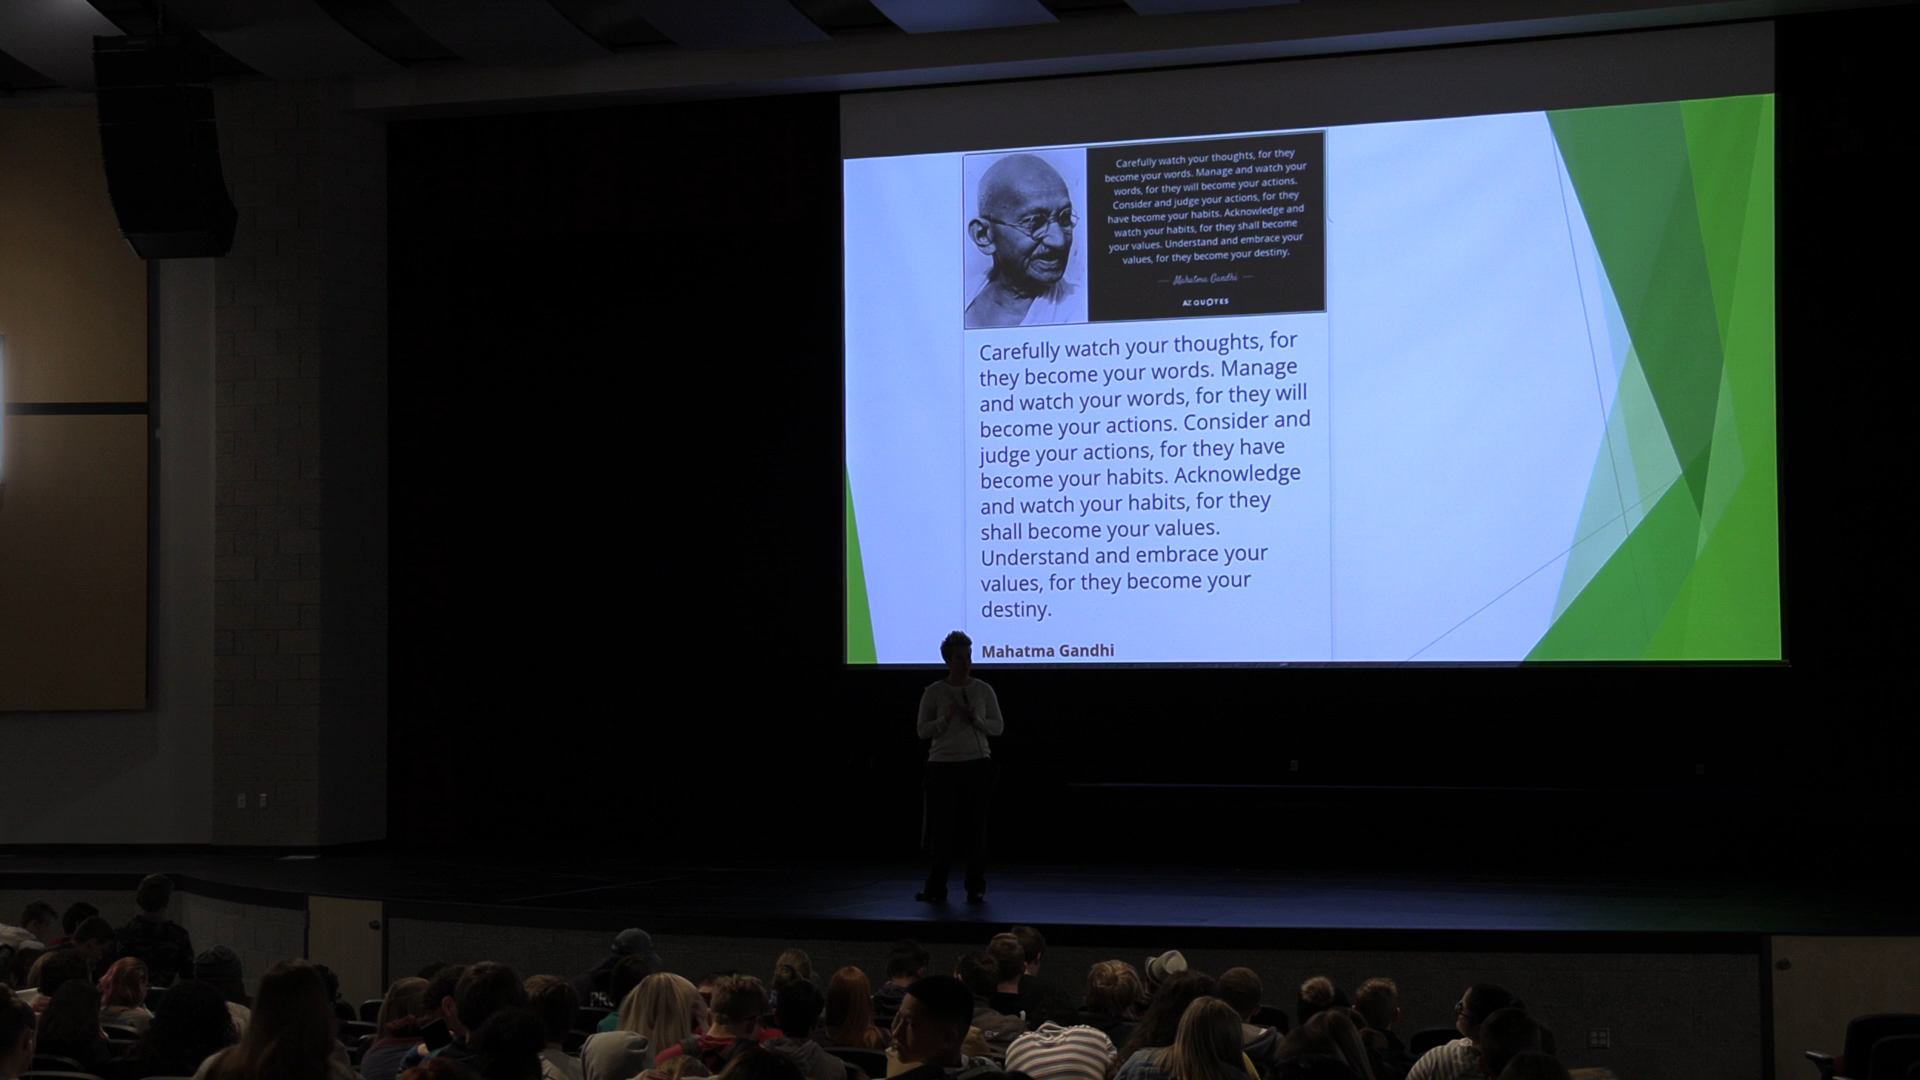 Carefully watch your thoughts, for they
become your words. Manage and watch your
words, for they will become your actions.
Consider and judge your actions, for they
have become your habits. Acknowledge and
watch your habits, for they shall become
your values. Understand and embrace your
values, for they become your destiny.
Mahatma Gandhi
AZ QUOTES
Carefully watch your thoughts, for
they become your words. Manage
and watch your words, for they will
become your actions. Consider and
judge your actions, for they have
become your habits. Acknowledge
and watch your habits, for they
shall become your values.
Understand and embrace your
values, for they become your
destiny.
Mahatma Gandhi